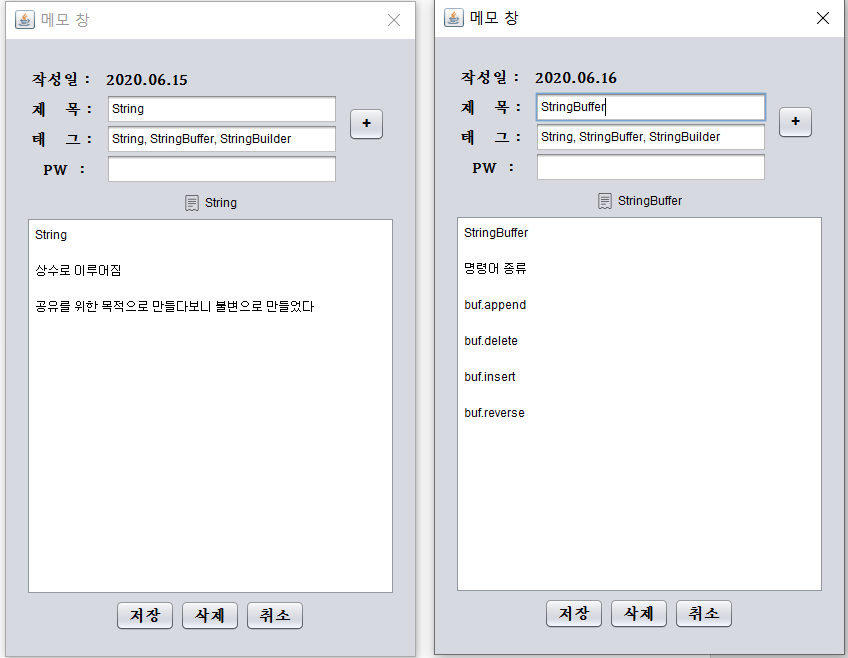 메모 창
작성일 : 2020.06.15
제 목 : String
+
태 그 : String, StringBuffer, StringBuilder
PW :
String
String
상수로 이루어짐
공유를 위한 목적으로 만들다보니 불변으로 만들었다
저장 삭제 취소
메모 창
작성일 : 2020.06.16
제 목 : StringBuffer
+
태 그 : String, StringBuffer, StringBuilder
PW :
StringBuffer
StringBuffer
명령어 종류
buf.append
buf.delete
buf.insert
buf.reverse
저장 삭제 취소